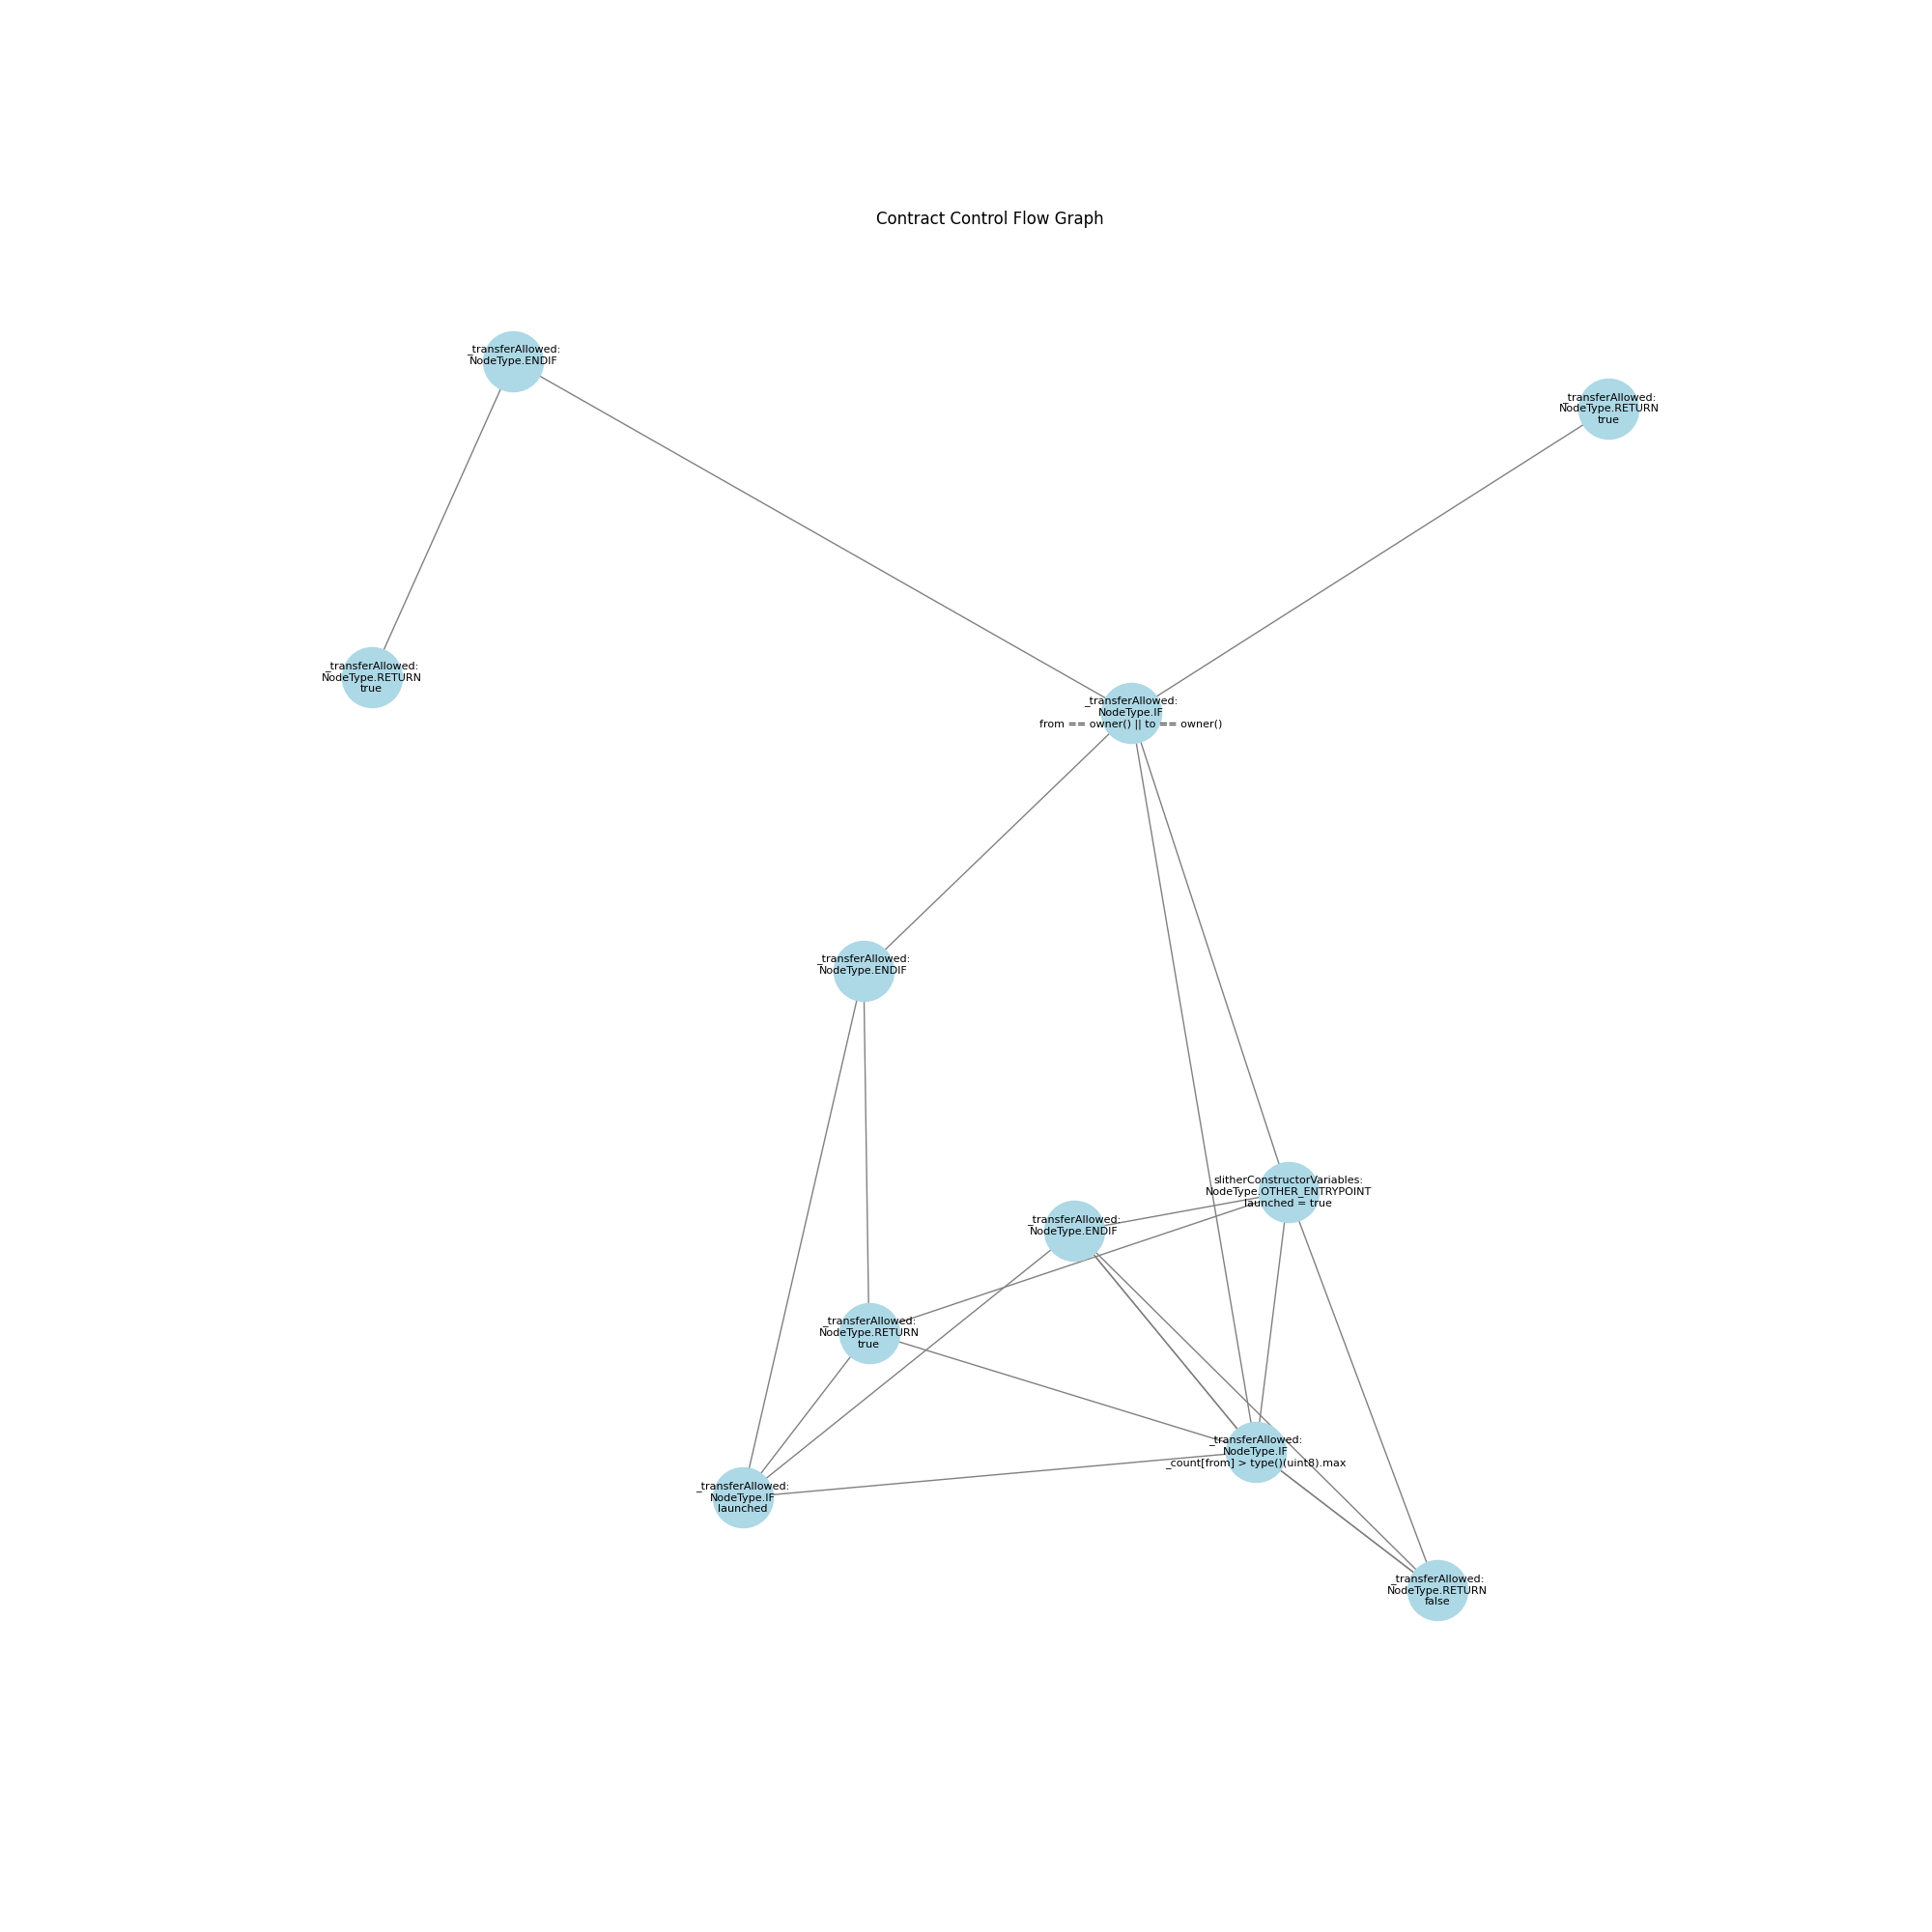 Contract Control Flow Graph
_transferAllowed:
NodeType.ENDIF
_transferAllowed:
NodeType.RETURN
true
_transferAllowed:
NodeType.RETURN
true
_transferAllowed:
NodeType.IF
from == owner() || to == owner()
_transferAllowed:
NodeType.ENDIF
slitherConstructorVariables:
NodeType.OTHER_ENTRYPOINT
launched = true
_transferAllowed:
NodeType.ENDIF
_transferAllowed:
NodeType.RETURN
true
_transferAllowed:
NodeType.IF
_count[from] > type()(uint8).max
_transferAllowed:
NodeType.IF
launched
_transferAllowed:
NodeType.RETURN
false